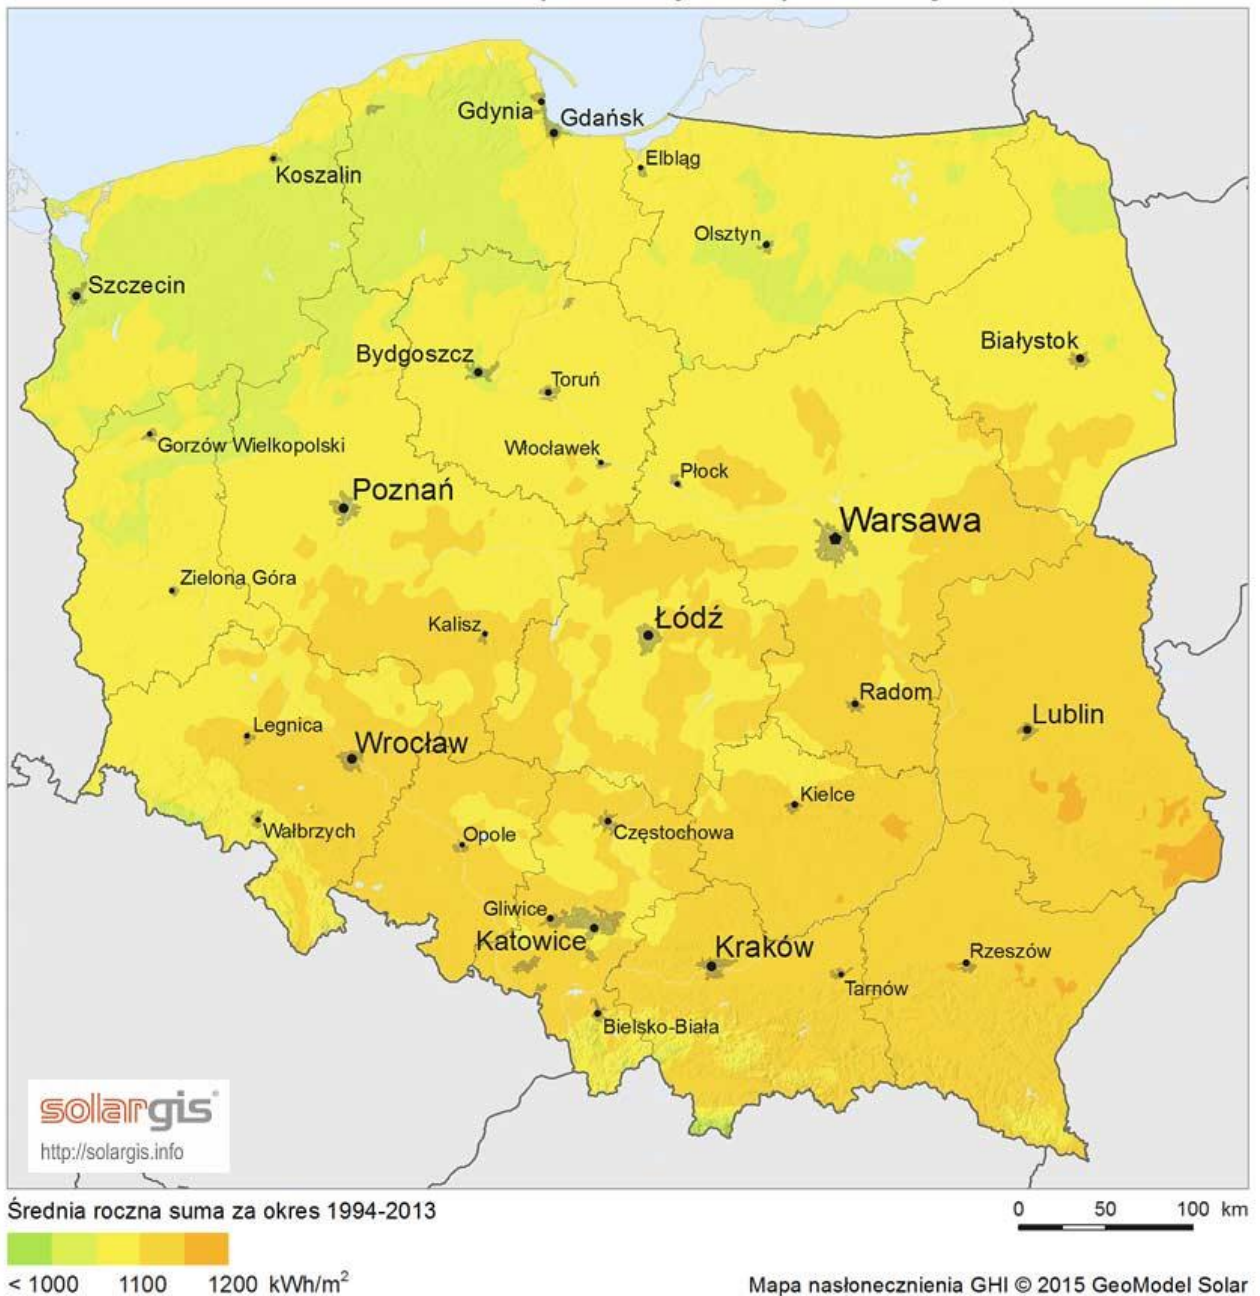 Gdynia
Gdańsk
Koszalin
Elbląg
Olsztyn
Szczecin
Białystok
Bydgoszcz
Toruń
Gorzów Wielkopolski
Włocławek
Płock
Poznań
Warsawa
Zielona Góra
Kalisz
Łódź
Radom
Lublin
Legnica
Wrocław
Kielce
Wałbrzych
Opole
Częstochowa
Gliwice
Katowice
Kraków
Rzeszów
Tarnów
Bielsko-Biała
solargis
http://solargis.info
Średnia roczna suma za okres 1994-2013
0 50 100 km
< 1000 1100 1200 kWh/m²
Mapa nasłonecznienia GHI © 2015 GeoModel Solar